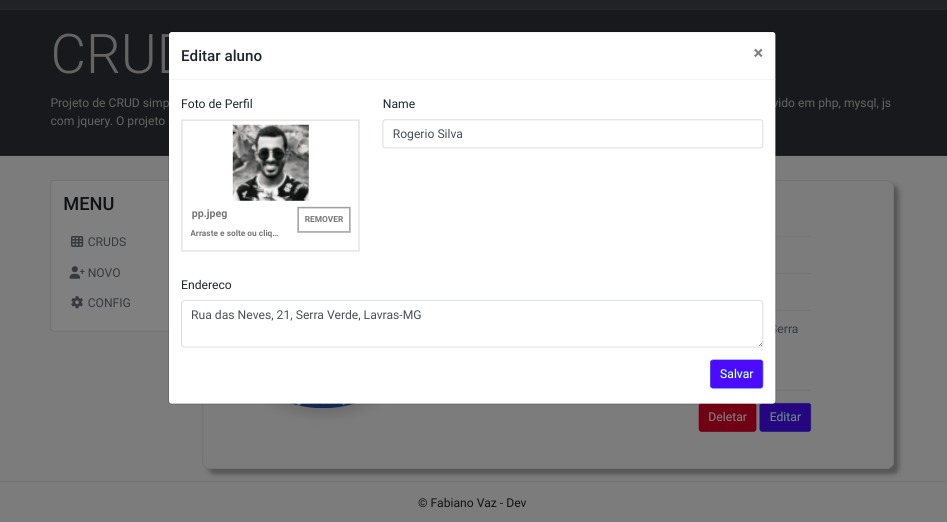 CRUD
Editar aluno
×
Projeto de CRUD simp
vido em php, mysql, js
com jquery. O projeto
Foto de Perfil
Name
Rogerio Silva
pp.jpeg
REMOVER
Arraste e solte ou cliq...
MENU
CRUDS
NOVO
CONFIG
Endereco
Rua das Neves, 21, Serra Verde, Lavras-MG
Serra
Salvar
Deletar
Editar
© Fabiano Vaz - Dev